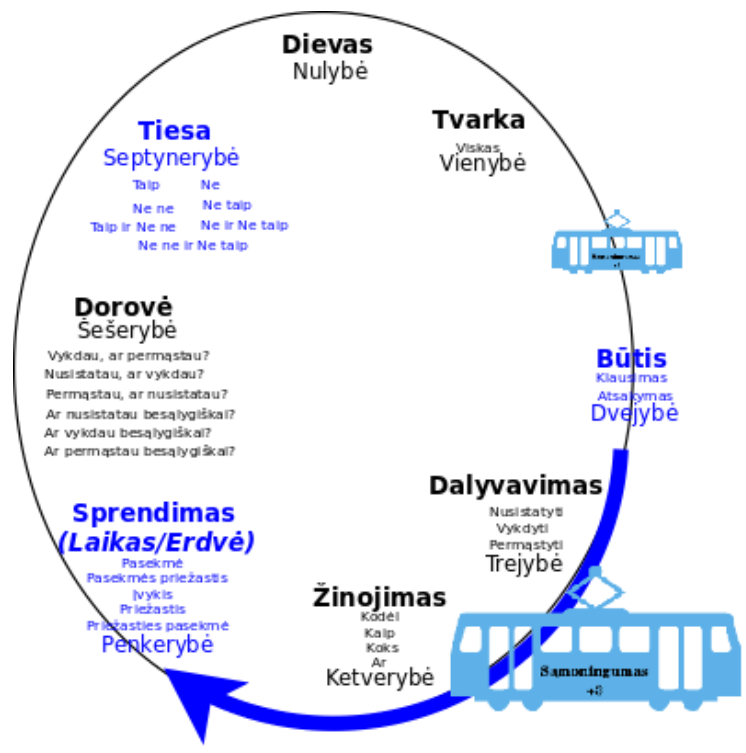 Dievas
Nulybė
Tvarka
Viskas
Vienybė
Būtis
Klausimas
Atsakymas
Dvejybė
Dalyvavimas
Nusistatyti
Vykdyti
Permąstyti
Trejybė
Sąmoningumas
+3
Žinojimas
Kodėl
Kaip
Koks
Ar
Ketverybė
Sprendimas
(Laikas/Erdvė)
Pasekmė
Pasekmės priežastis
Įvykis
Priežastis
Priežasties pasekmė
Penkerybė
Dorovė
Šešerybė
Vykdau, ar permąstau?
Nusistatau, ar vykdau?
Permąstau, ar nusistatau?
Ar nusistatau besąlygiškai?
Ar vykdau besąlygiškai?
Ar permąstau besąlygiškai?
Tiesa
Septynerybė
Taip Ne
Ne ne Ne taip
Taip ir Ne ne Ne ir Ne taip
Ne ne ir Ne taip